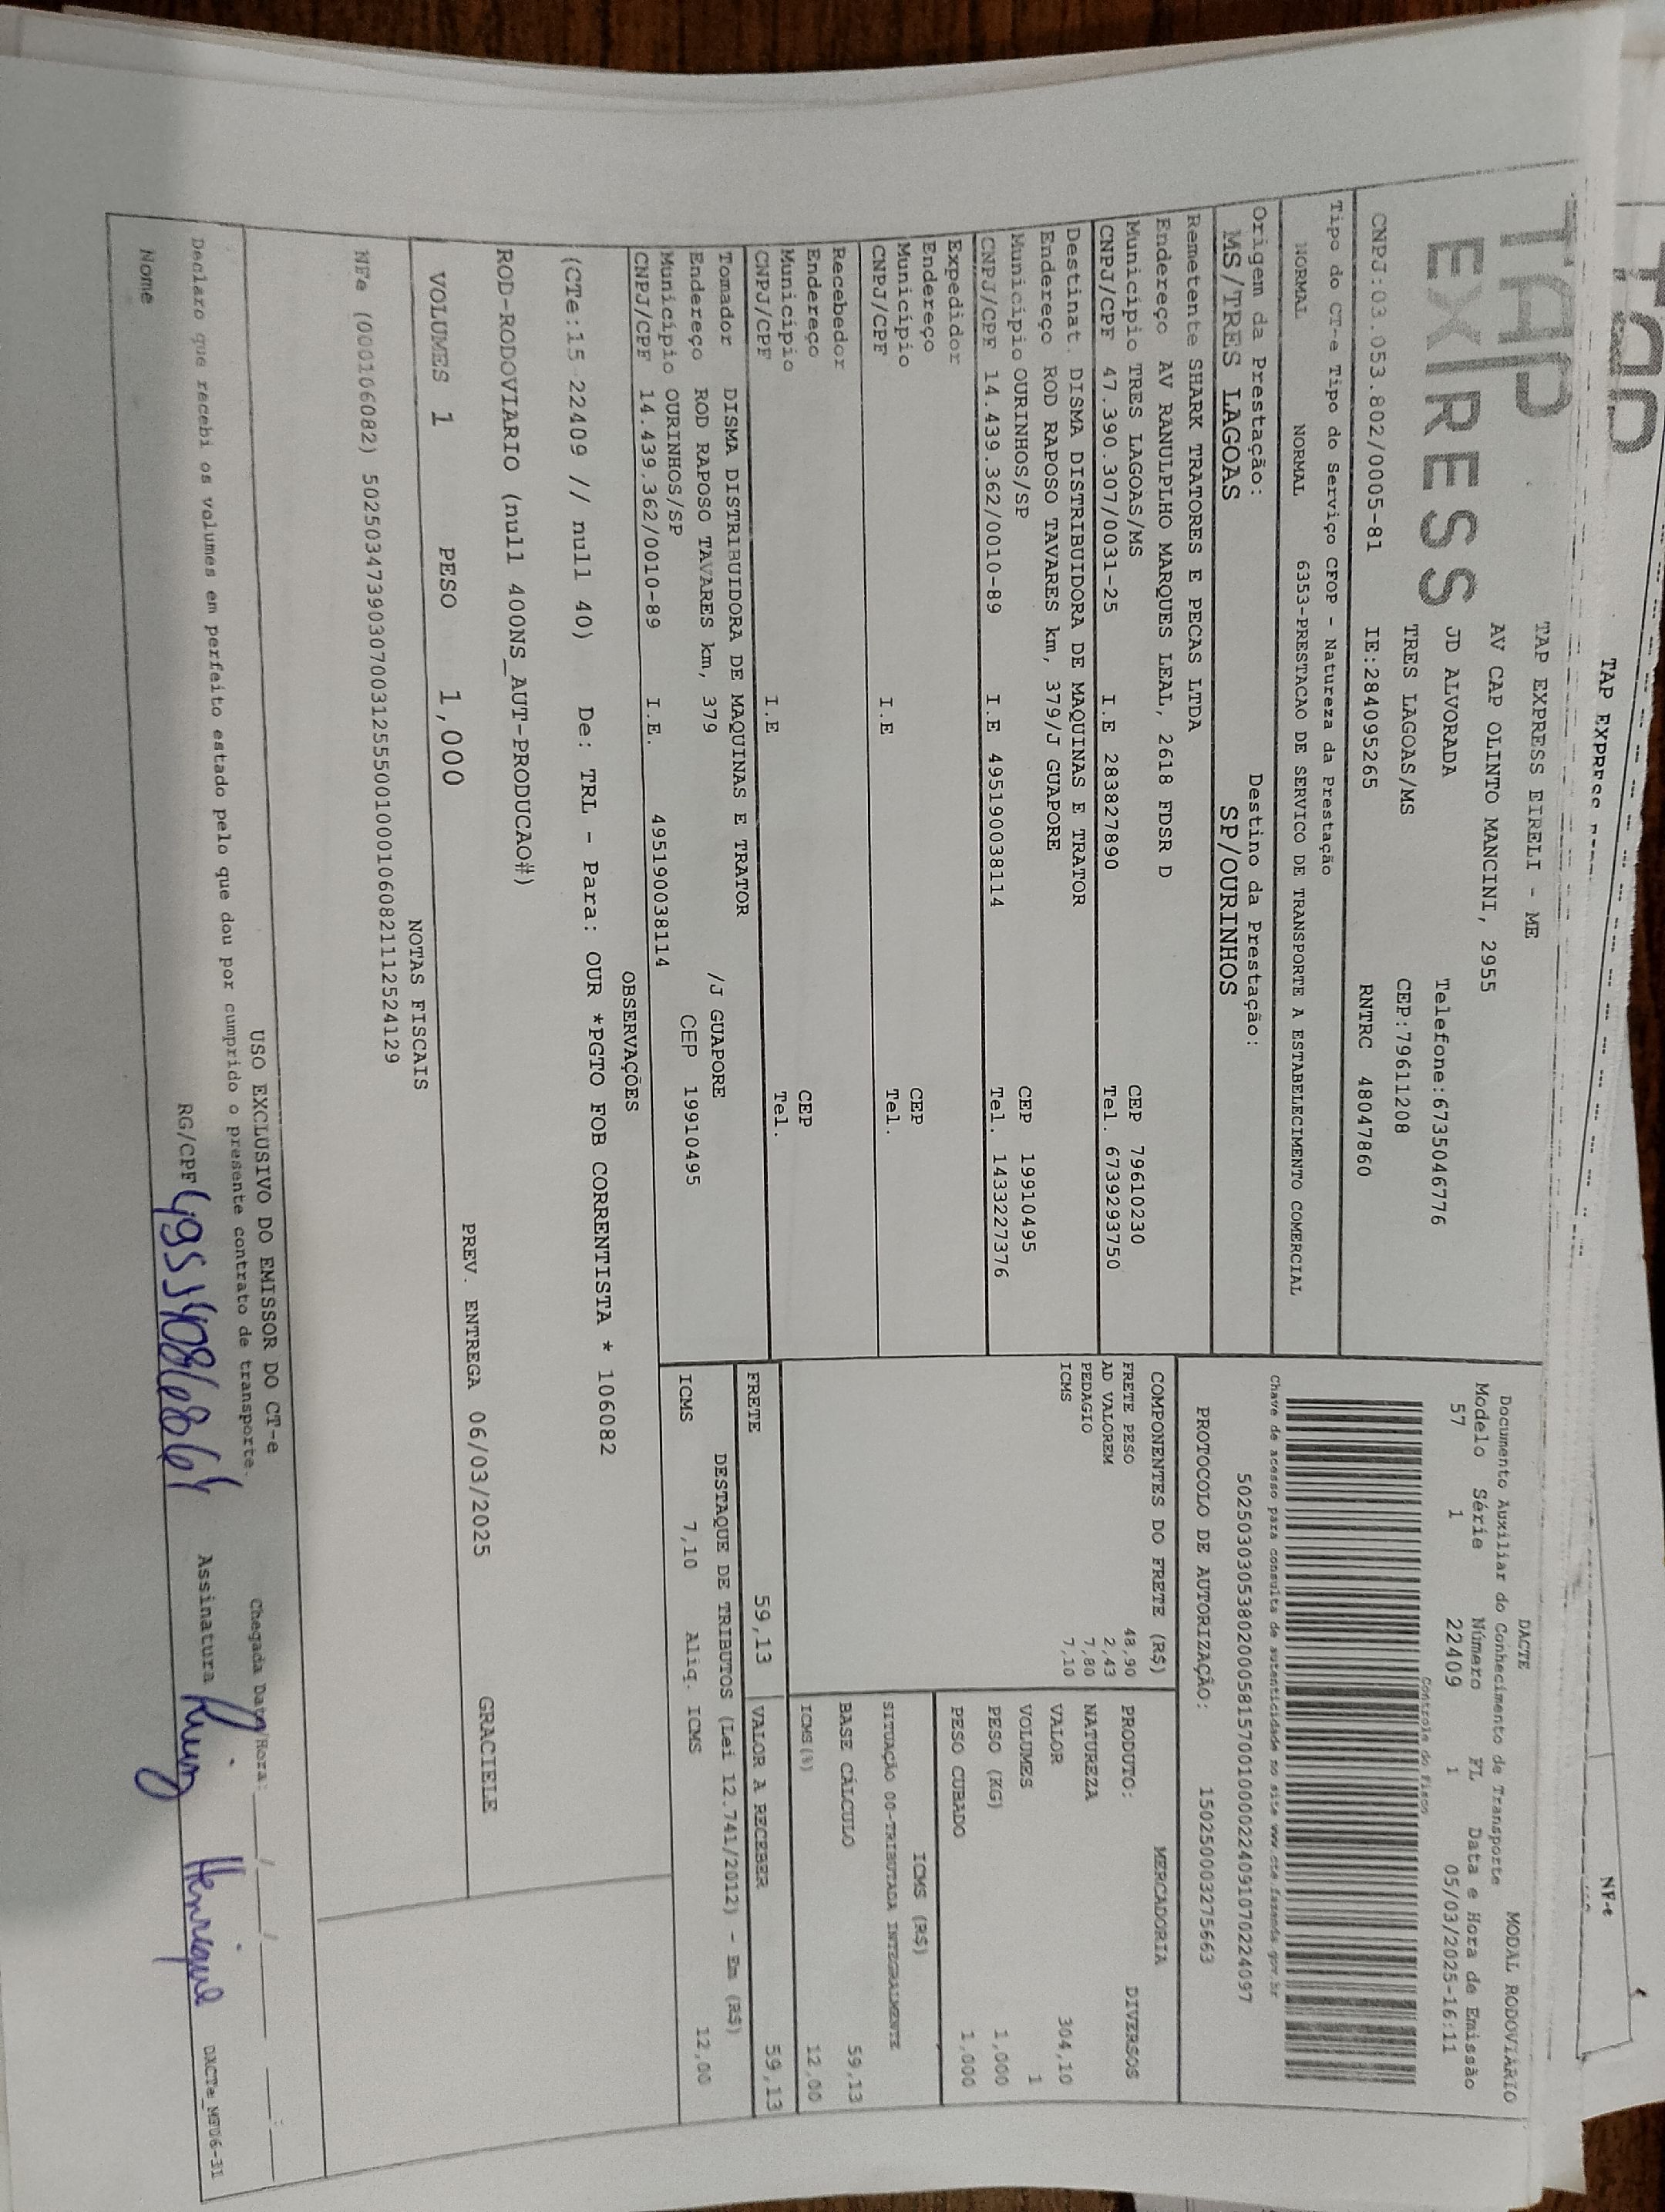 TAP EXPRESS
NF-e
TAP
EXPRESS
TAP EXPRESS EIRELI - ME
AV CAP OLINTO MANCINI, 2955
JD ALVORADA Telefone:6735046776
TRES LAGOAS/MS CEP:79611208
CNPJ:03.053.802/0005-81 IE:284095265 RNTRC 48047860
DACTE MODAL RODOVIÁRIO
Documento Auxiliar do Conhecimento de Transporte
Modelo Série Número FL Data e Hora de Emissão
57 1 22409 1 05/03/2025-16:11
Controle do Fisco
Chave de acesso para consulta de autenticidade no site www.cte.fazenda.gov.br
50250303053802000581570010000224091070224097
PROTOCOLO DE AUTORIZAÇÃO: 150250003275663
Tipo do CT-e Tipo do Serviço CFOP - Natureza da Prestação
NORMAL NORMAL 6353-PRESTACAO DE SERVICO DE TRANSPORTE A ESTABELECIMENTO COMERCIAL
Origem da Prestação: Destino da Prestação:
MS/TRES LAGOAS SP/OURINHOS
Remetente SHARK TRATORES E PECAS LTDA
Endereço AV RANULPLHO MARQUES LEAL, 2618 FDSR D
Município TRES LAGOAS/MS CEP 79610230
CNPJ/CPF 47.390.307/0031-25 I.E 283827890 Tel. 6739293750
Destinat. DISMA DISTRIBUIDORA DE MAQUINAS E TRATOR
Endereço ROD RAPOSO TAVARES km, 379/J GUAPORE
Município OURINHOS/SP CEP 19910495
CNPJ/CPF 14.439.362/0010-89 I.E 495190038114 Tel. 1433227376
Expedidor
Endereço
Município CEP
CNPJ/CPF I.E Tel.
Recebedor
Endereço
Município CEP
CNPJ/CPF I.E Tel.
Tomador DISMA DISTRIBUIDORA DE MAQUINAS E TRATOR
Endereço ROD RAPOSO TAVARES km, 379 /J GUAPORE
Município OURINHOS/SP CEP 19910495
CNPJ/CPF 14.439.362/0010-89 I.E. 495190038114
COMPONENTES DO FRETE (R$)
FRETE PESO 48,90
AD VALOREM 2,43
PEDAGIO 7,80
ICMS 7,10
MERCADORIA
PRODUTO: DIVERSOS
NATUREZA
VALOR 304,10
VOLUMES 1
PESO (KG) 1,000
PESO CUBADO 1,000
ICMS (R$)
SITUAÇÃO 00-TRIBUTADA INTEGRALMENTE
BASE CÁLCULO 59,13
ICMS(%) 12,00
FRETE 59,13 VALOR A RECEBER 59,13
DESTAQUE DE TRIBUTOS (Lei 12.741/2012) - Em (R$)
ICMS 7,10 Aliq. ICMS 12,00
OBSERVAÇÕES
(CTe:15 22409 // null 40) De: TRL - Para: OUR *PGTO FOB CORRENTISTA * 106082
ROD-RODOVIARIO (null 400NS_AUT-PRODUCAO#)
VOLUMES 1 PESO 1,000 PREV. ENTREGA 06/03/2025 GRACIELE
NOTAS FISCAIS
NFe (000106082) 50250347390307003125550010001060821112524129
USO EXCLUSIVO DO EMISSOR DO CT-e
Declaro que recebi os volumes em perfeito estado pelo que dou por cumprido o presente contrato de transporte.
Chegada Data/Hora: ___/___/______ ___:___
Nome RG/CPF Assinatura Henrique
DACTe_MF06-31